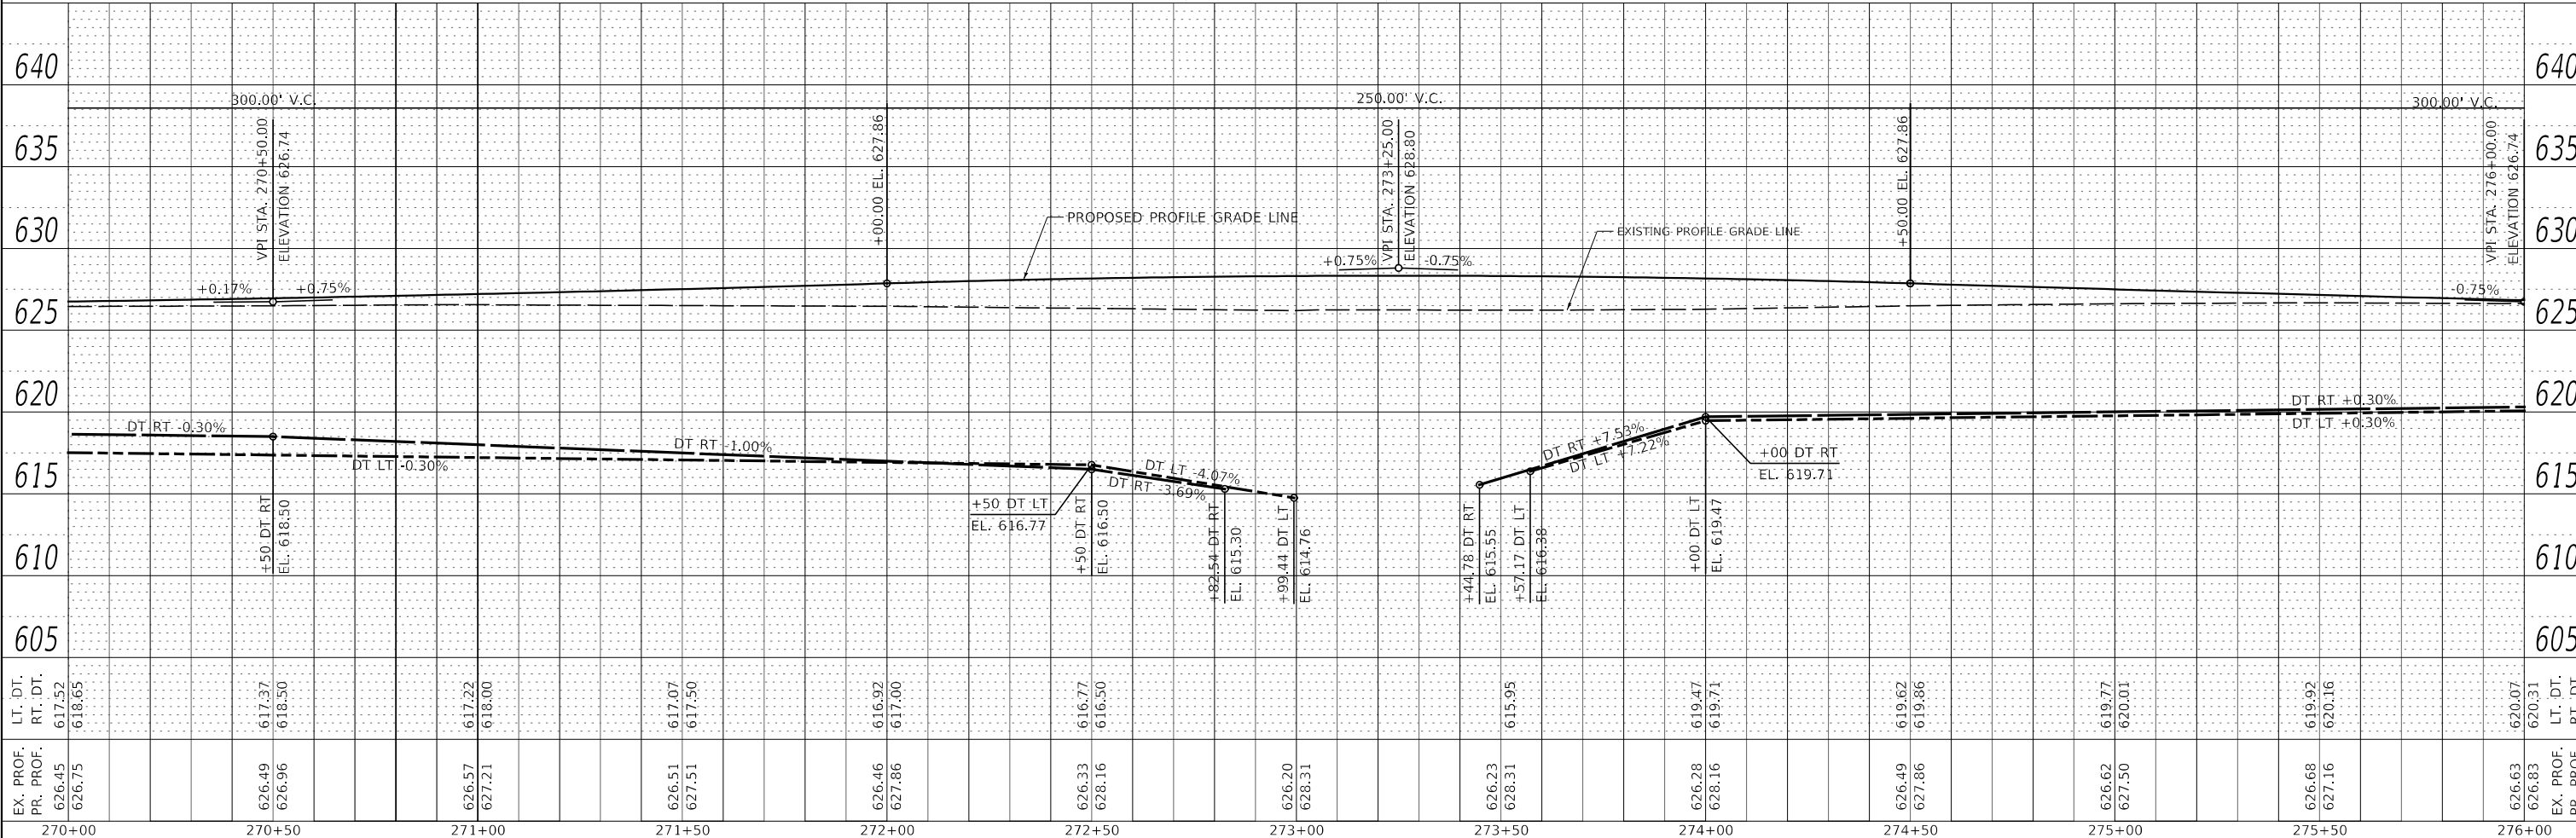 640
640
300.00' V.C.
250.00' V.C.
300.00' V.C.
VPI STA. 270+50.00
ELEVATION 626.74
+00.00 EL. 627.86
VPI STA. 273+25.00
ELEVATION 628.80
+50.00 EL. 627.86
VPI STA. 276+00.00
ELEVATION 626.74
635
635
630
630
PROPOSED PROFILE GRADE LINE
EXISTING PROFILE GRADE LINE
+0.17%
+0.75%
+0.75%
-0.75%
-0.75%
625
625
620
620
DT RT -0.30%
DT LT -0.30%
DT RT -1.00%
DT LT -4.07%
DT RT -3.69%
DT RT +7.53%
DT LT +7.22%
DT RT +0.30%
DT LT +0.30%
615
615
+50 DT LT
EL. 616.77
+00 DT RT
EL. 619.71
+50 DT RT
EL. 618.50
+50 DT RT
EL. 616.50
+82.54 DT RT
EL. 615.30
+99.44 DT LT
EL. 614.76
+44.78 DT RT
EL. 615.55
+57.17 DT LT
EL. 616.38
+00 DT LT
EL. 619.47
610
610
605
605
LT. DT.
RT. DT.
617.52
618.65
617.37
618.50
617.22
618.00
617.07
617.50
616.92
617.00
616.77
616.50
615.95
619.47
619.71
619.62
619.86
619.77
620.01
619.92
620.16
620.07
620.31
LT. DT.
RT. DT.
EX. PROF.
PR. PROF.
626.45
626.75
626.49
626.96
626.57
627.21
626.51
627.51
626.46
627.86
626.33
628.16
626.20
628.31
626.23
628.31
626.28
628.16
626.49
627.86
626.62
627.50
626.68
627.16
626.63
626.83
EX. PROF.
PR. PROF.
270+00
270+50
271+00
271+50
272+00
272+50
273+00
273+50
274+00
274+50
275+00
275+50
276+00